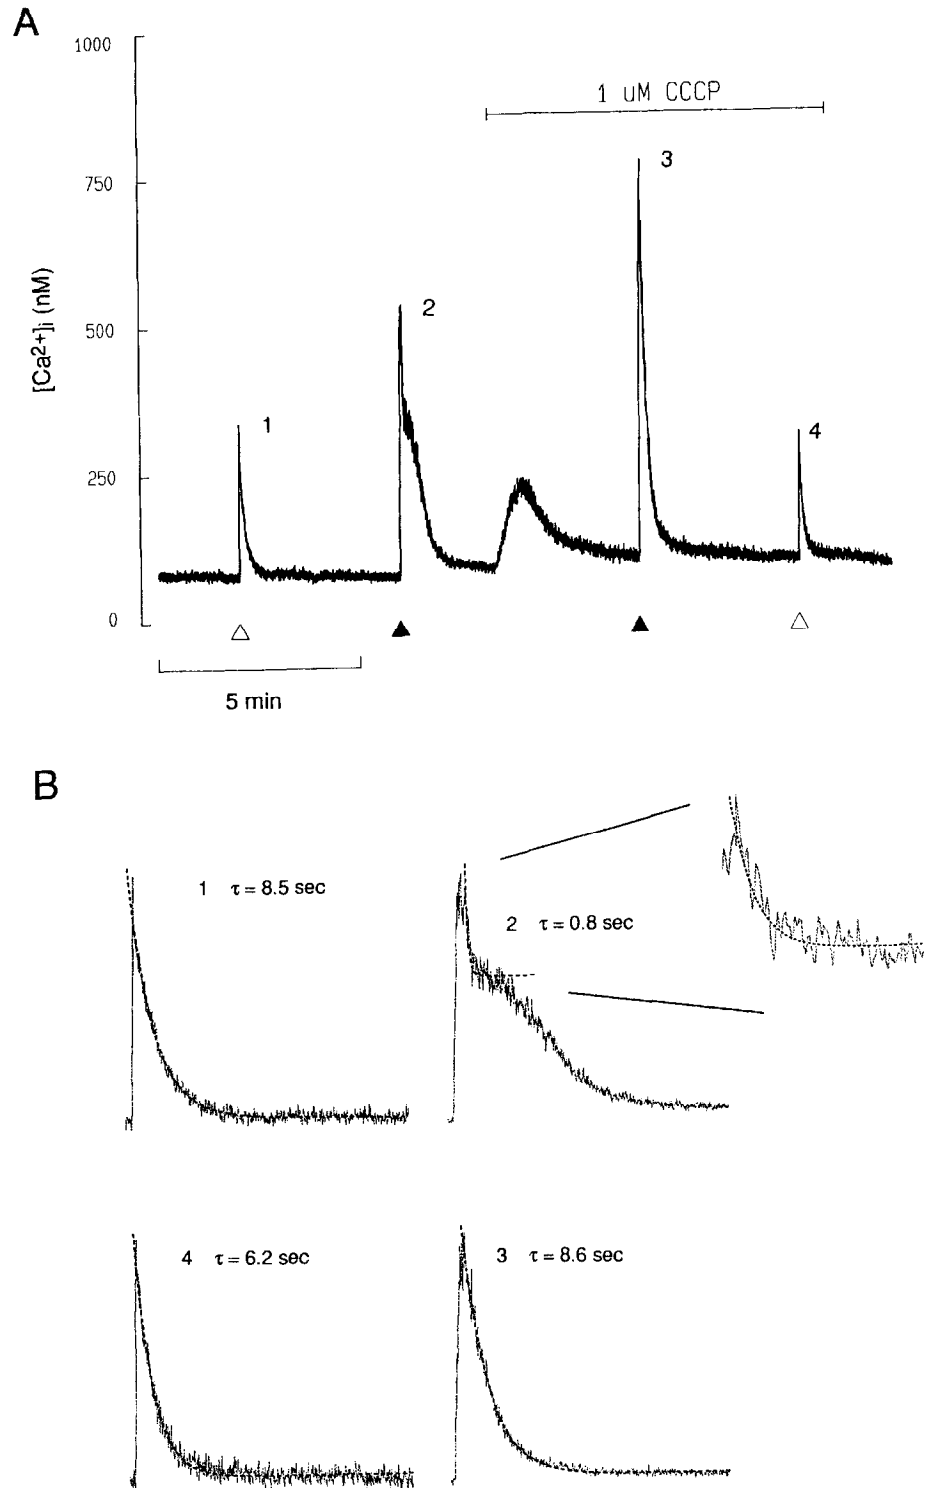 A
1000
1 uM CCCP
3
750
2
500
[Ca2+]i (nM)
1
4
250
0
5 min
B
1 τ = 8.5 sec
2 τ = 0.8 sec
4 τ = 6.2 sec
3 τ = 8.6 sec